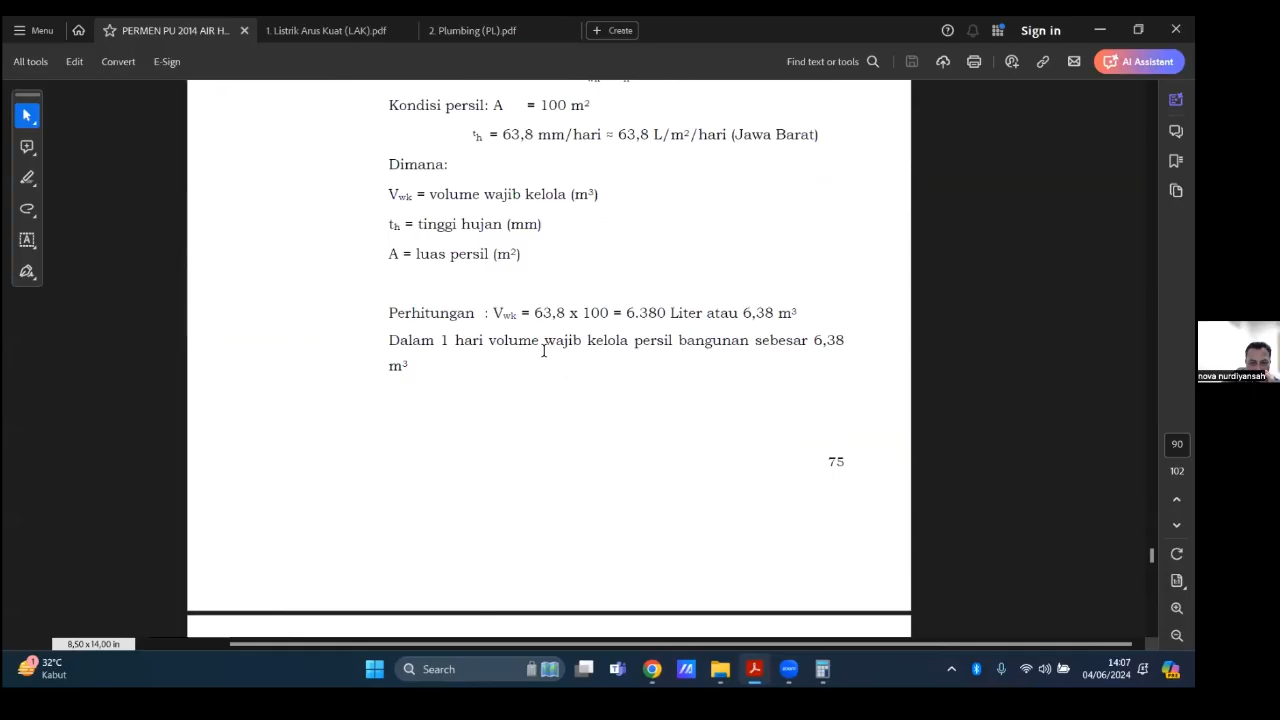 Menu
PERMEN PU 2014 AIR H...
1. Listrik Arus Kuat (LAK).pdf
2. Plumbing (PL).pdf
Create
Sign in
All tools
Edit
Convert
E-Sign
Find text or tools
AI Assistant
Kondisi persil: A = 100 m²
th = 63,8 mm/hari ≈ 63,8 L/m²/hari (Jawa Barat)
Dimana:
Vwk = volume wajib kelola (m³)
th = tinggi hujan (mm)
A = luas persil (m²)
Perhitungan : Vwk = 63,8 x 100 = 6.380 Liter atau 6,38 m³
Dalam 1 hari volume wajib kelola persil bangunan sebesar 6,38
m³
75
nova nurdiyansah
90
102
8,50 x 14,00 in
32°C
Kabut
Search
14:07
04/06/2024